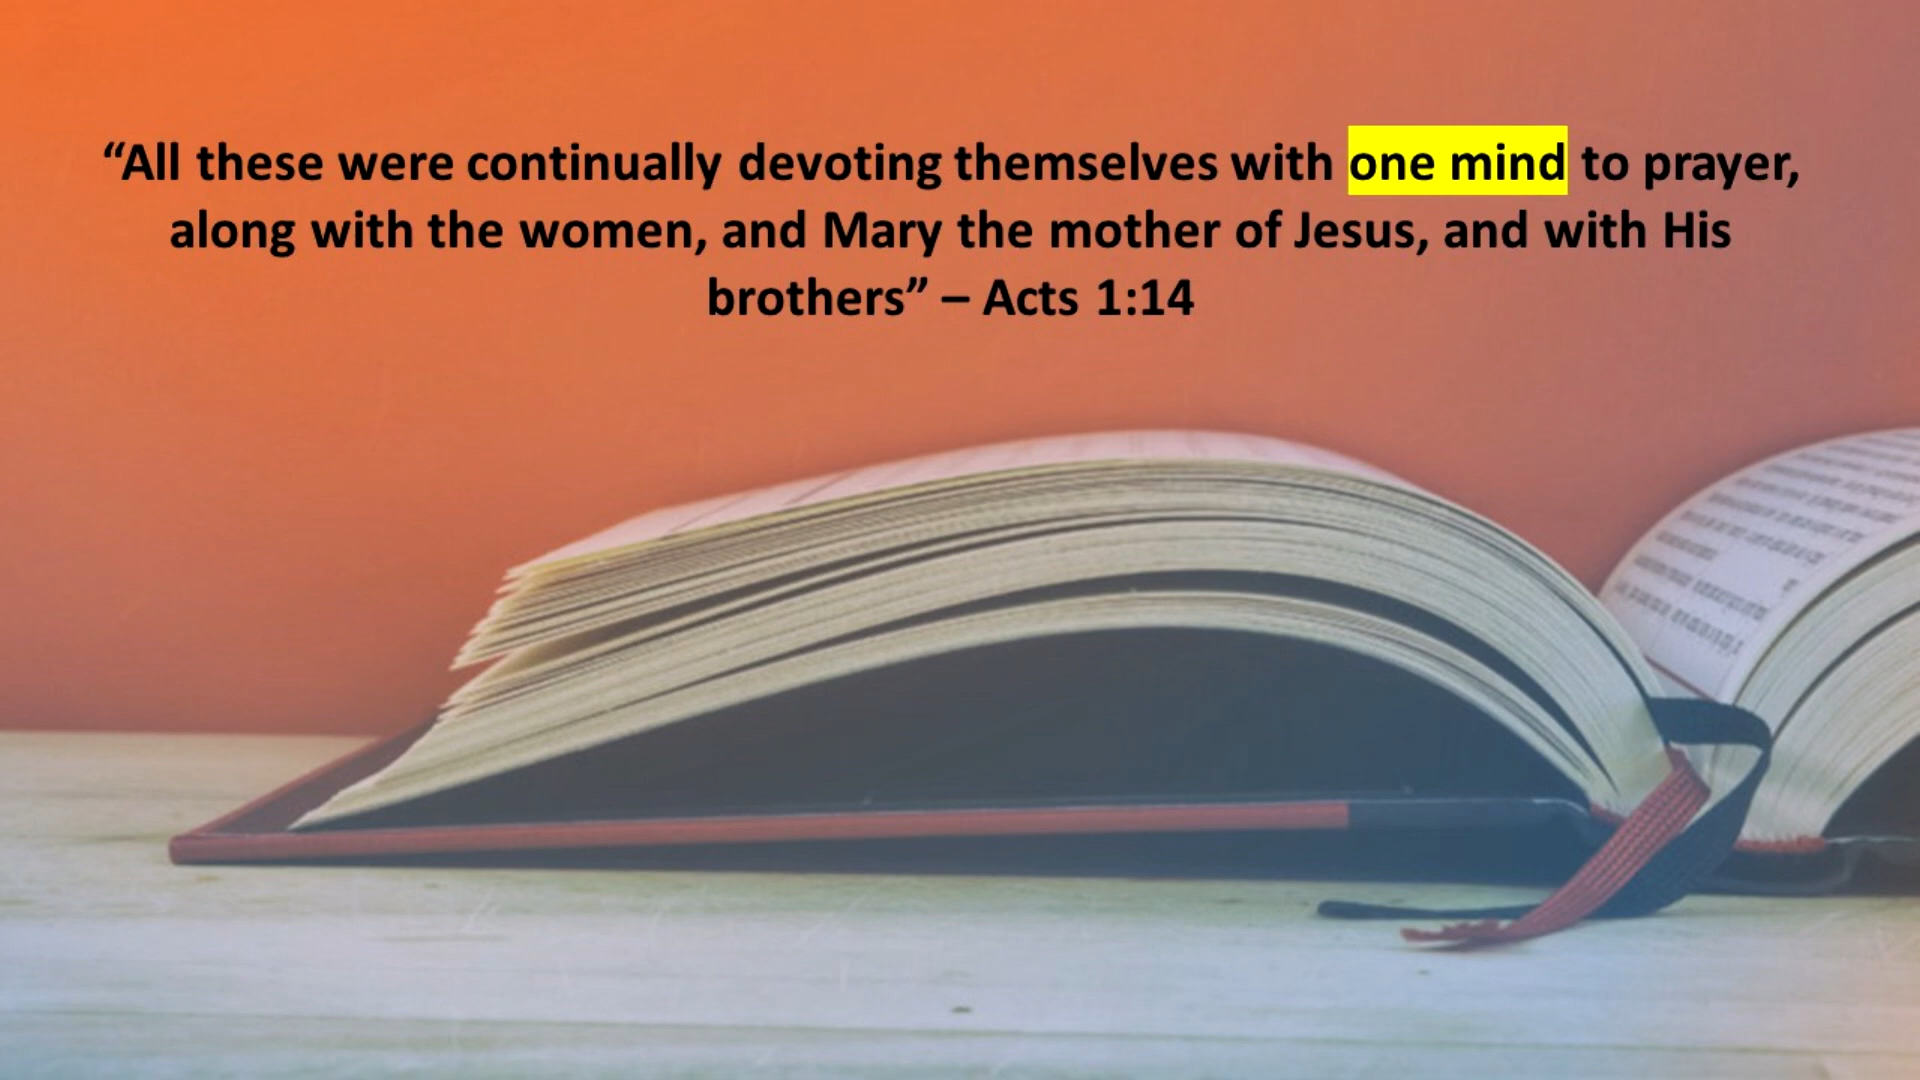 “All these were continually devoting themselves with one mind to prayer,
along with the women, and Mary the mother of Jesus, and with His
brothers” – Acts 1:14